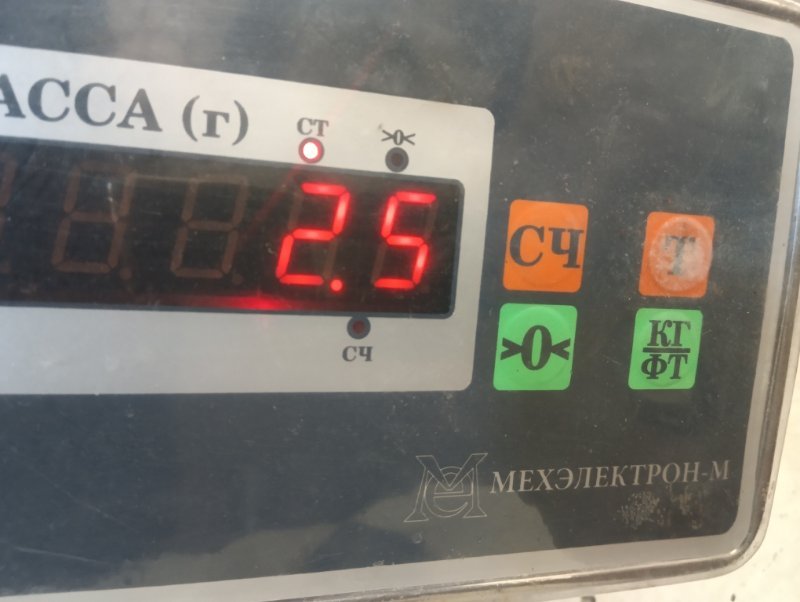 АССА (г)
СТ >0<
2.5
СЧ
СЧ Т
>0< КГ
ФТ
МЕХЭЛЕКТРОН-М